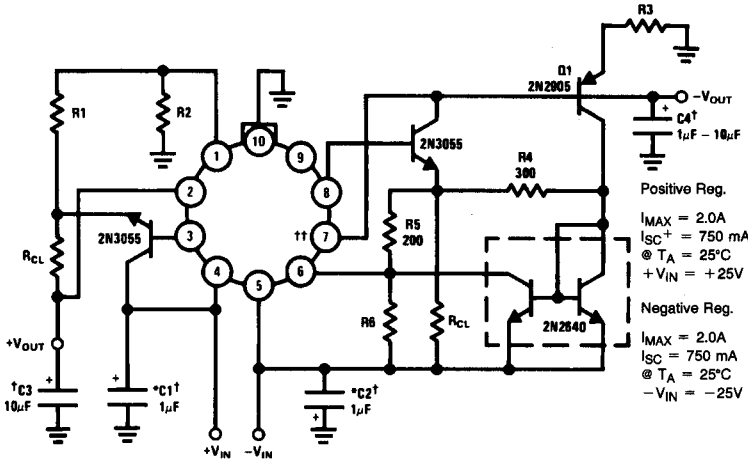 R3
Q1
2N2905
−VOUT
C4†
1µF − 10µF
R1
R2
10
1
9
2
8
2N3055
R4
300
3
†† 7
2N3055
4
5
6
R5
200
RCL
R6
RCL
2N2640
+VOUT
†C3
10µF
*C1†
1µF
*C2†
1µF
+VIN
−VIN
+
+
+
+
Positive Reg.
IMAX = 2.0A
ISC+ = 750 mA
@ TA = 25°C
+VIN = +25V
Negative Reg.
IMAX = 2.0A
ISC = 750 mA
@ TA = 25°C
−VIN = −25V